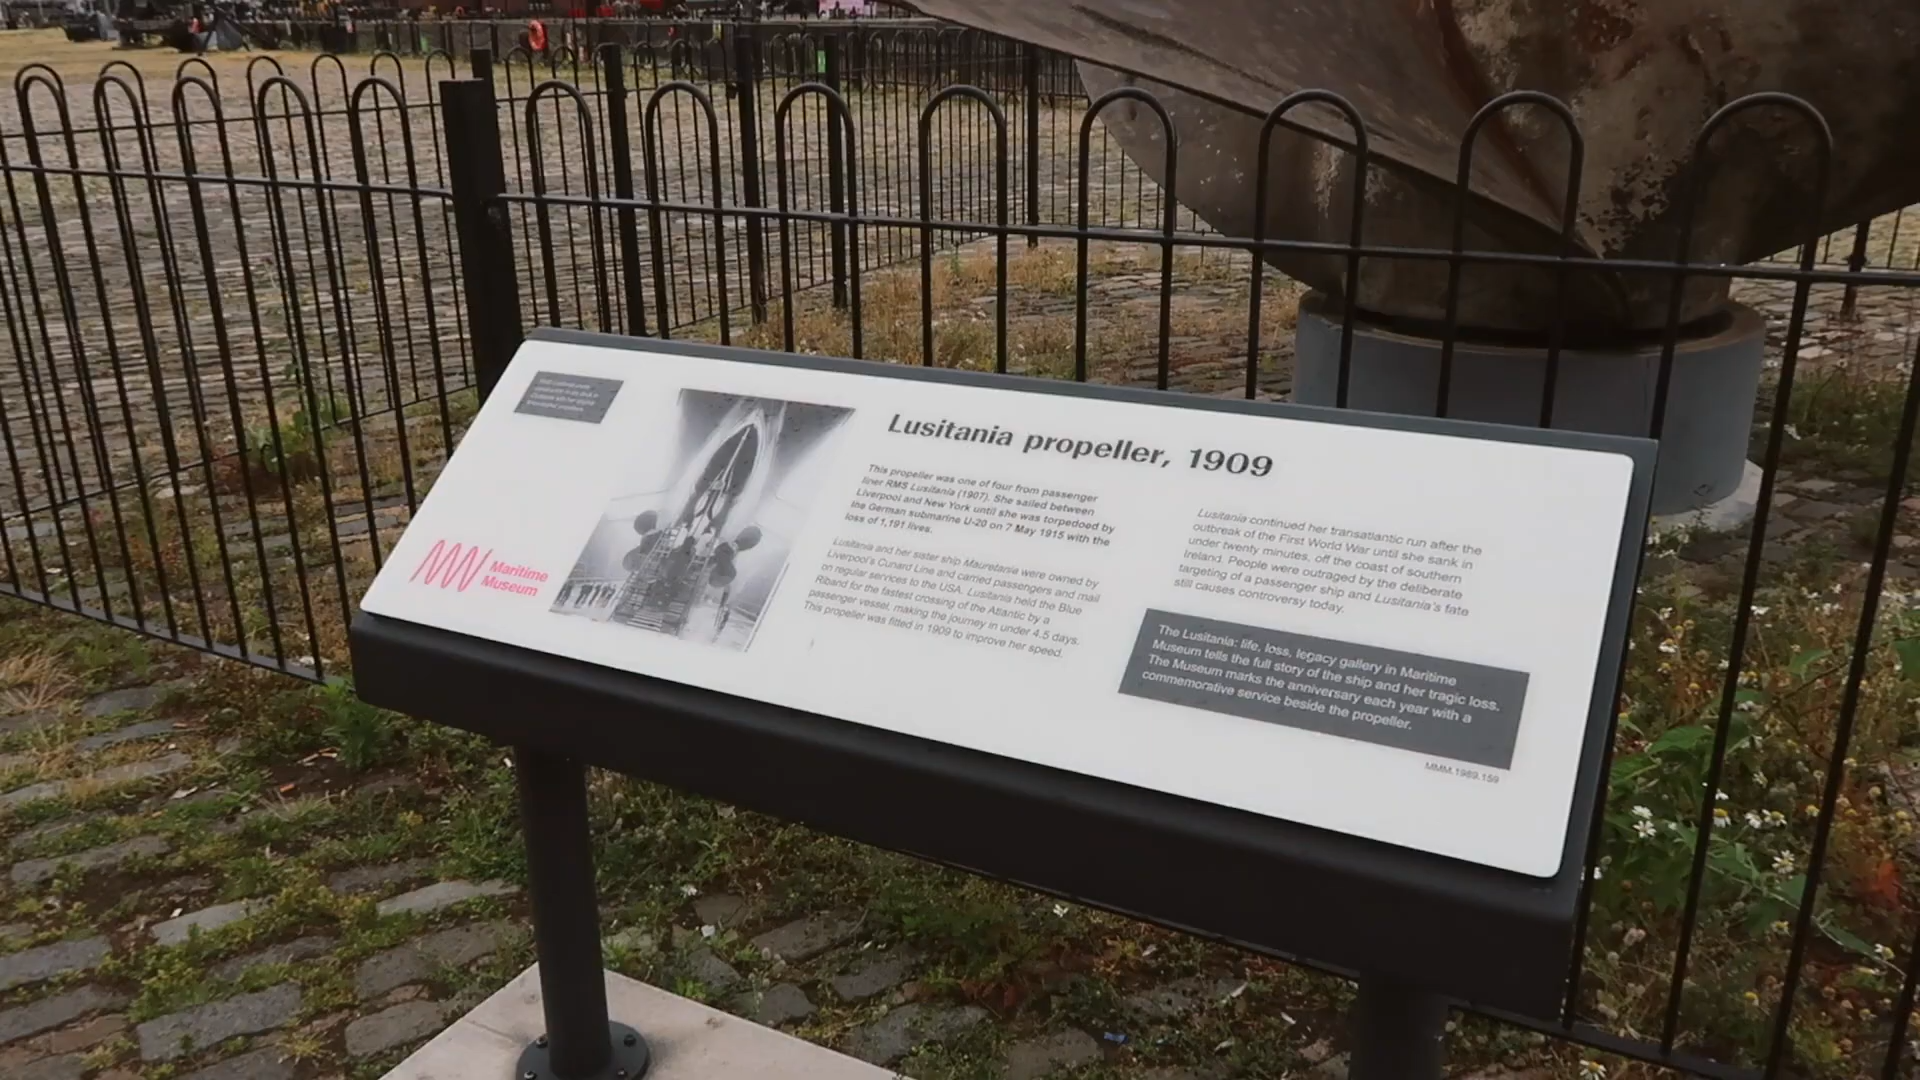 Lusitania propeller, 1909
This propeller was one of four from passenger
liner RMS Lusitania (1907). She sailed between
Liverpool and New York until she was torpedoed by
the German submarine U-20 on 7 May 1915 with the
loss of 1,191 lives.
Lusitania and her sister ship Mauretania were owned by
Liverpool's Cunard Line and carried passengers and mail
on regular services to the USA. Lusitania held the Blue
Riband for the fastest crossing of the Atlantic by a
passenger vessel, making the journey in under 4.5 days.
This propeller was fitted in 1909 to improve her speed.
Lusitania continued her transatlantic run after the
outbreak of the First World War until she sank in
under twenty minutes, off the coast of southern
Ireland. People were outraged by the deliberate
targeting of a passenger ship and Lusitania's fate
still causes controversy today.
The Lusitania: life, loss, legacy gallery in Maritime
Museum tells the full story of the ship and her tragic loss.
The Museum marks the anniversary each year with a
commemorative service beside the propeller.
MMM.1989.159
Maritime
Museum